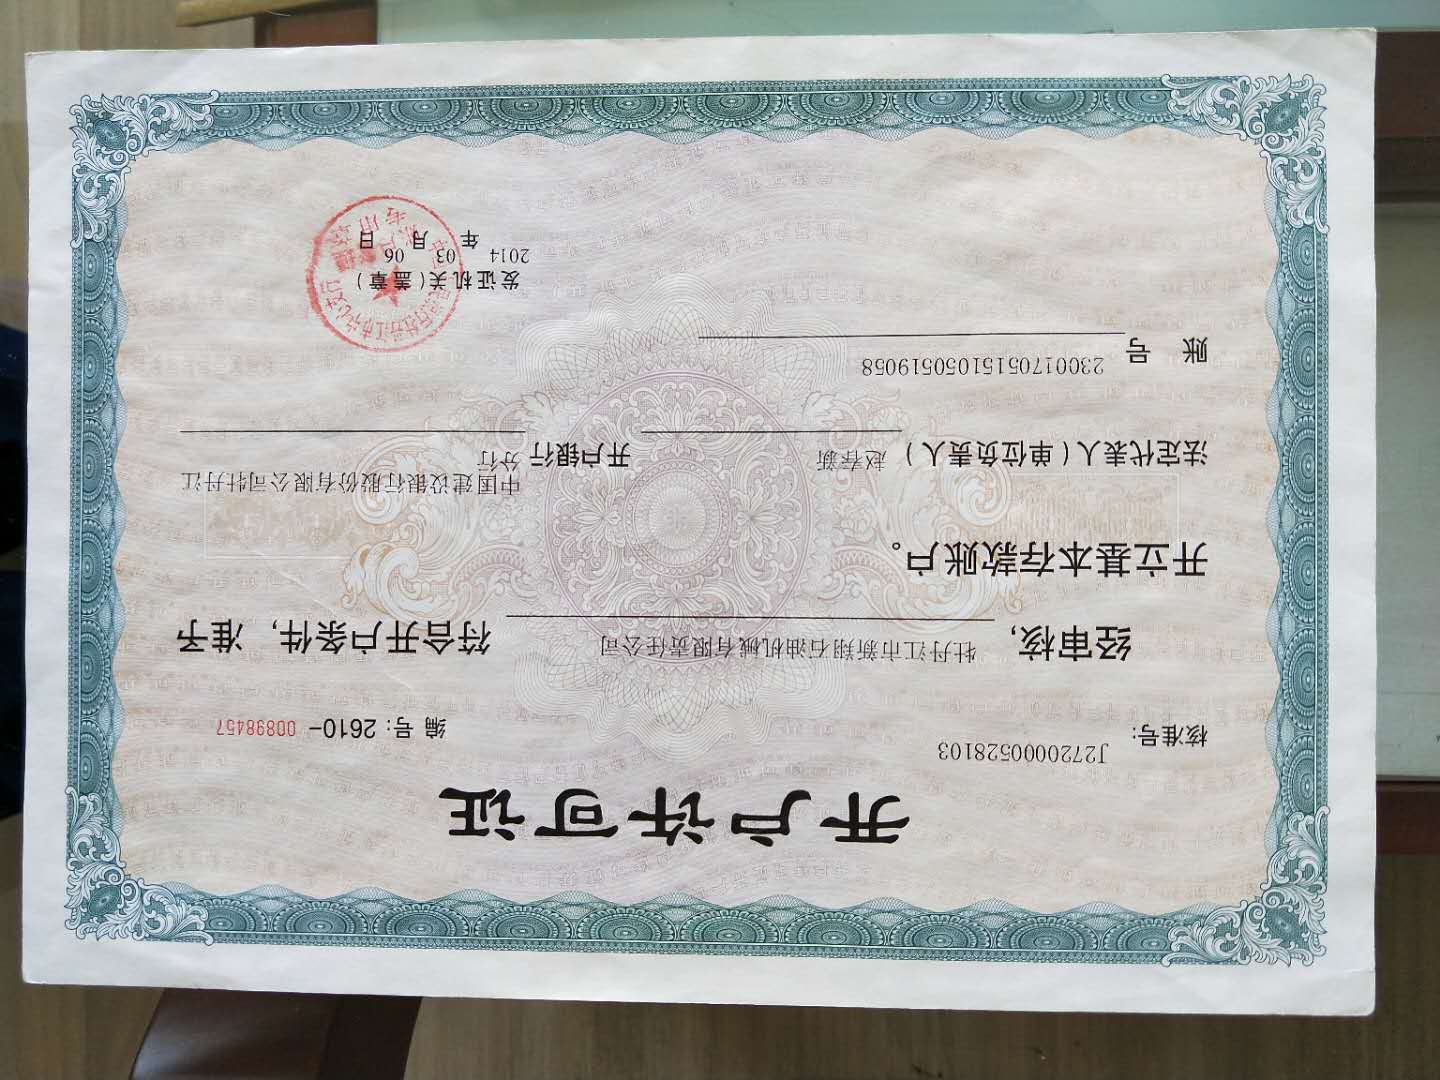 开户许可证
核准号: J2720000528103 编 号: 2610- 00898457
经审核, 牡丹江市新翔石油机械有限责任公司 符合开户条件, 准予
开立基本存款账户。
法定代表人(单位负责人) 赵春新 开户银行 中国建设银行股份有限公司牡丹江
分行
账 号 23001705151050519058
发证机关(盖章)
2014 年 03 月 06 日